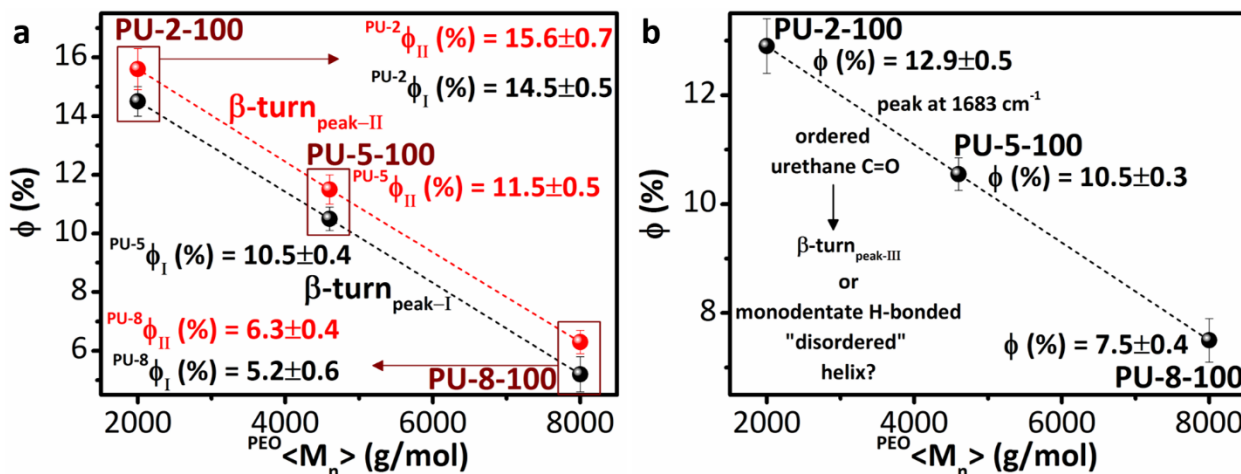 a
PU-2-100
PU-2ϕII (%) = 15.6±0.7
PU-2ϕI (%) = 14.5±0.5
β-turnpeak–II
PU-5-100
PU-5ϕII (%) = 11.5±0.5
PU-5ϕI (%) = 10.5±0.4
β-turnpeak–I
PU-8ϕII (%) = 6.3±0.4
PU-8ϕI (%) = 5.2±0.6
PU-8-100
ϕ (%)
16
14
12
10
8
6
2000 4000 6000 8000
PEO<Mn> (g/mol)
b
PU-2-100
ϕ (%) = 12.9±0.5
peak at 1683 cm-1
ordered
urethane C=O
PU-5-100
ϕ (%) = 10.5±0.3
β-turnpeak-III
or
monodentate H-bonded
"disordered"
helix?
ϕ (%) = 7.5±0.4
PU-8-100
ϕ (%)
12
10
8
2000 4000 6000 8000
PEO<Mn> (g/mol)